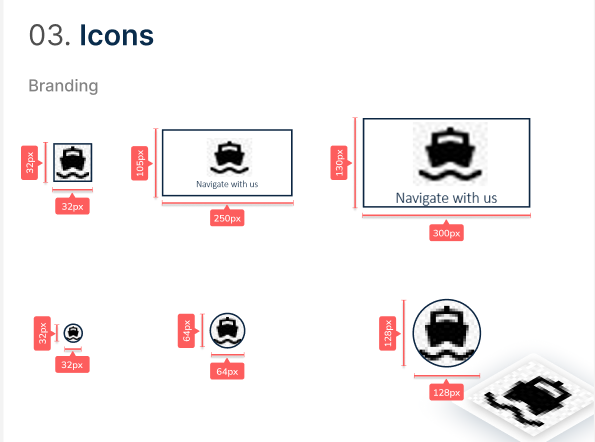 03. Icons
Branding
32px
32px
105px
Navigate with us
250px
130px
Navigate with us
300px
32px
32px
64px
64px
128px
128px